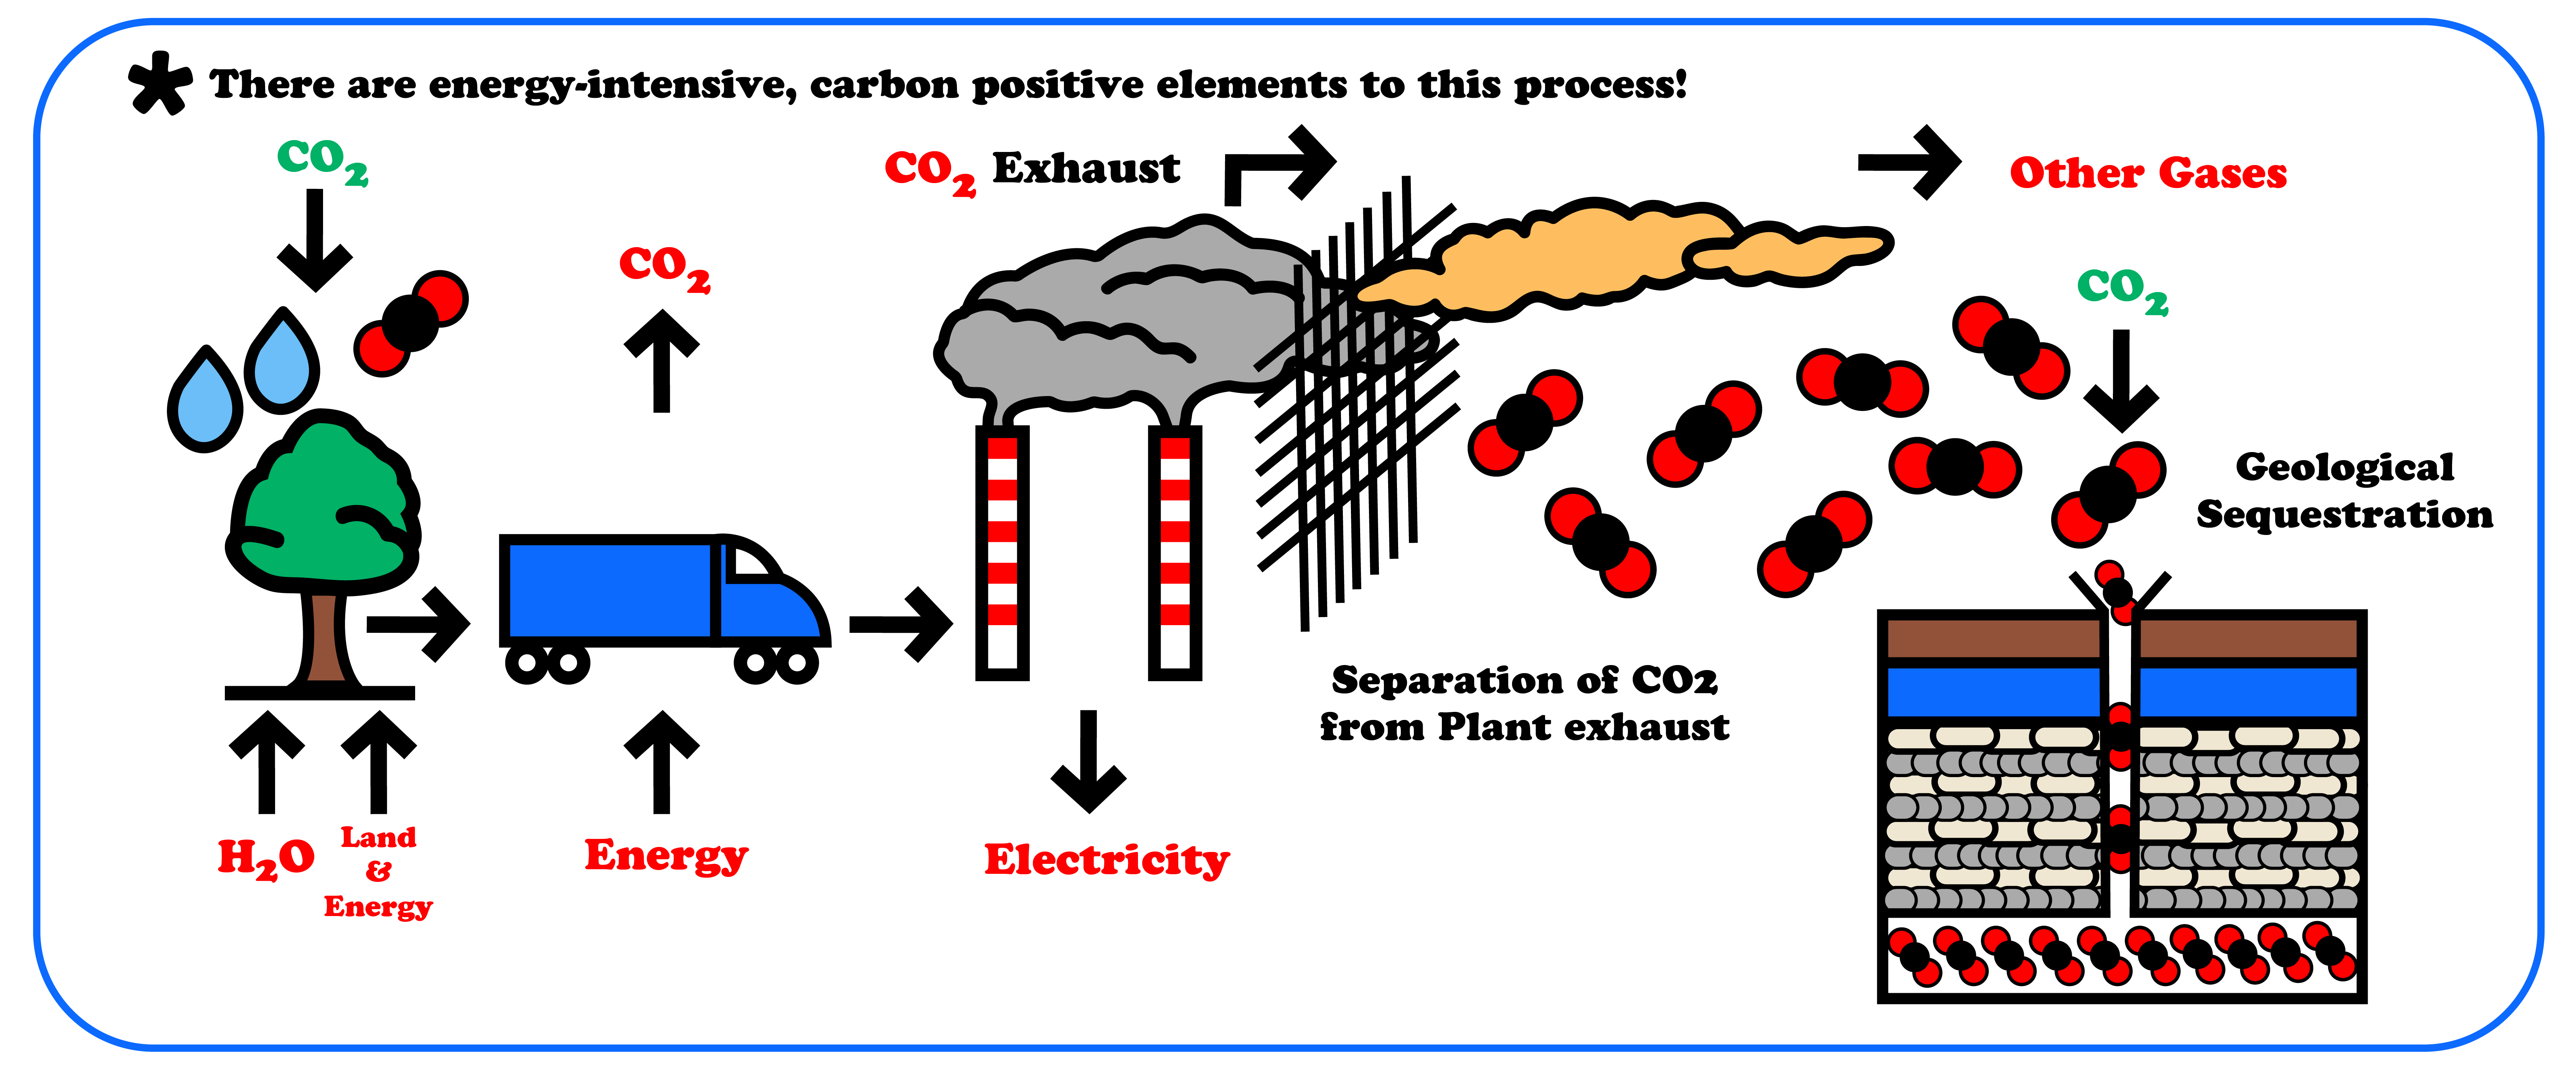 * There are energy-intensive, carbon positive elements to this process!
CO₂
CO₂
CO₂ Exhaust
Other Gases
CO₂
Geological
Sequestration
Separation of CO2
from Plant exhaust
H₂O
Land
&
Energy
Energy
Electricity